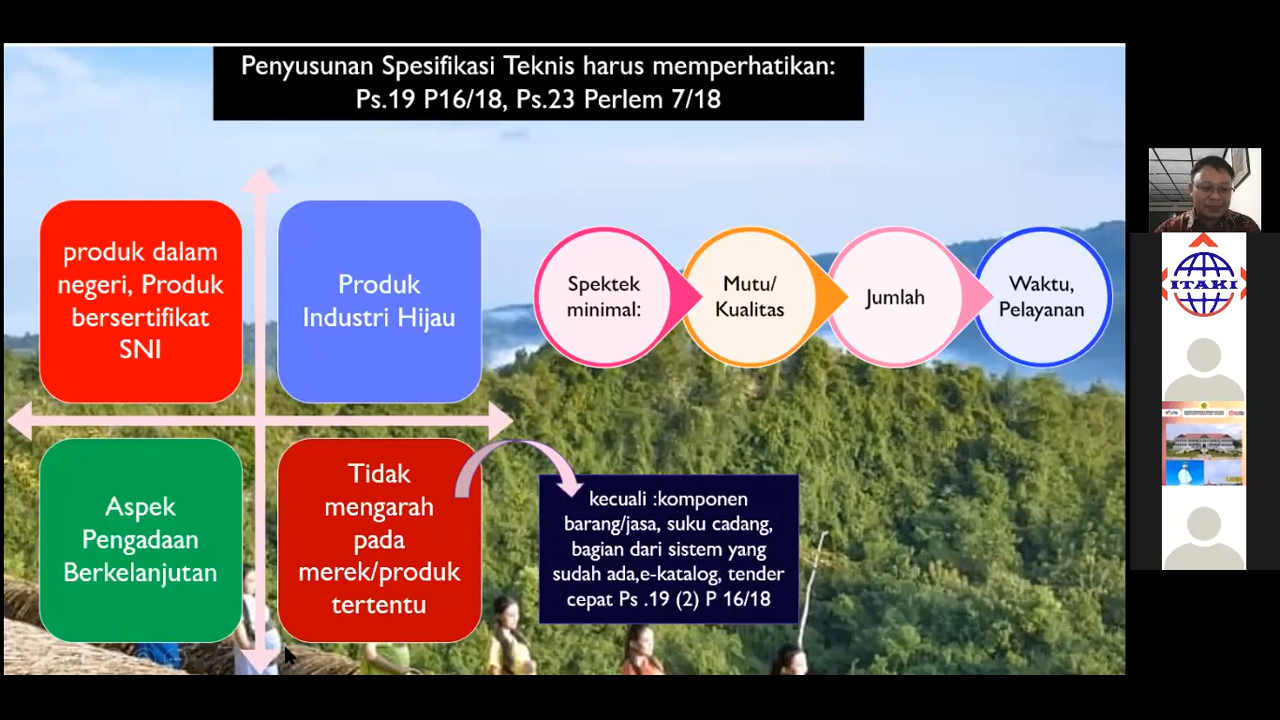 Penyusunan Spesifikasi Teknis harus memperhatikan:
Ps.19 P16/18, Ps.23 Perlem 7/18
produk dalam
negeri, Produk
bersertifikat
SNI
Produk
Industri Hijau
Aspek
Pengadaan
Berkelanjutan
Tidak
mengarah
pada
merek/produk
tertentu
Spektek
minimal:
Mutu/
Kualitas
Jumlah
Waktu,
Pelayanan
kecuali :komponen
barang/jasa, suku cadang,
bagian dari sistem yang
sudah ada,e-katalog, tender
cepat Ps .19 (2) P 16/18
ITAKI